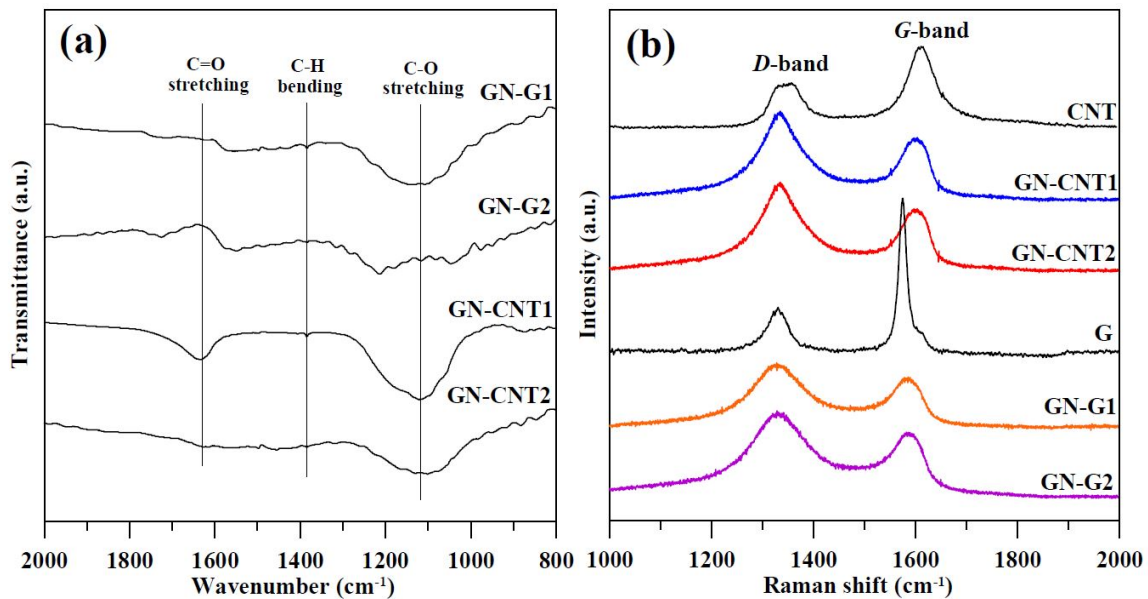 (a)
C=O
stretching
C-H
bending
C-O
stretching
GN-G1
GN-G2
GN-CNT1
GN-CNT2
Transmittance (a.u.)
2000 1600 1400 1200 1000 800
Wavenumber (cm⁻¹)
(b)
G-band
D-band
CNT
GN-CNT1
GN-CNT2
G
GN-G1
GN-G2
Intensity (a.u.)
1000 1200 1400 1600 1800 2000
Raman shift (cm⁻¹)